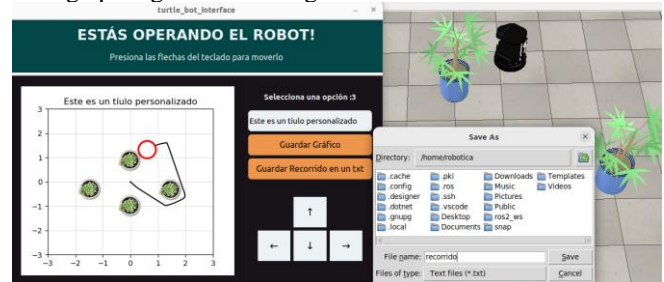 turtle_bot_interface
ESTÁS OPERANDO EL ROBOT!
Presiona las flechas del teclado para moverlo
Este es un tíulo personalizado
3
2
1
0
−1
−2
−3
−3 −2 −1 0 1 2 3
Selecciona una opción :3
Este es un tíulo personalizado
Guardar Gráfico
Guardar Recorrido en un txt
↑
← ↓ →
Save As
Directory: /home/robotica
.cache .pki Downloads Templates
.config .ros Music Videos
.designer .ssh Pictures
.dotnet .vscode Public
.gnupg Desktop ros2_ws
.local Documents snap
File name: recorrido Save
Files of type: Text files (*.txt) Cancel